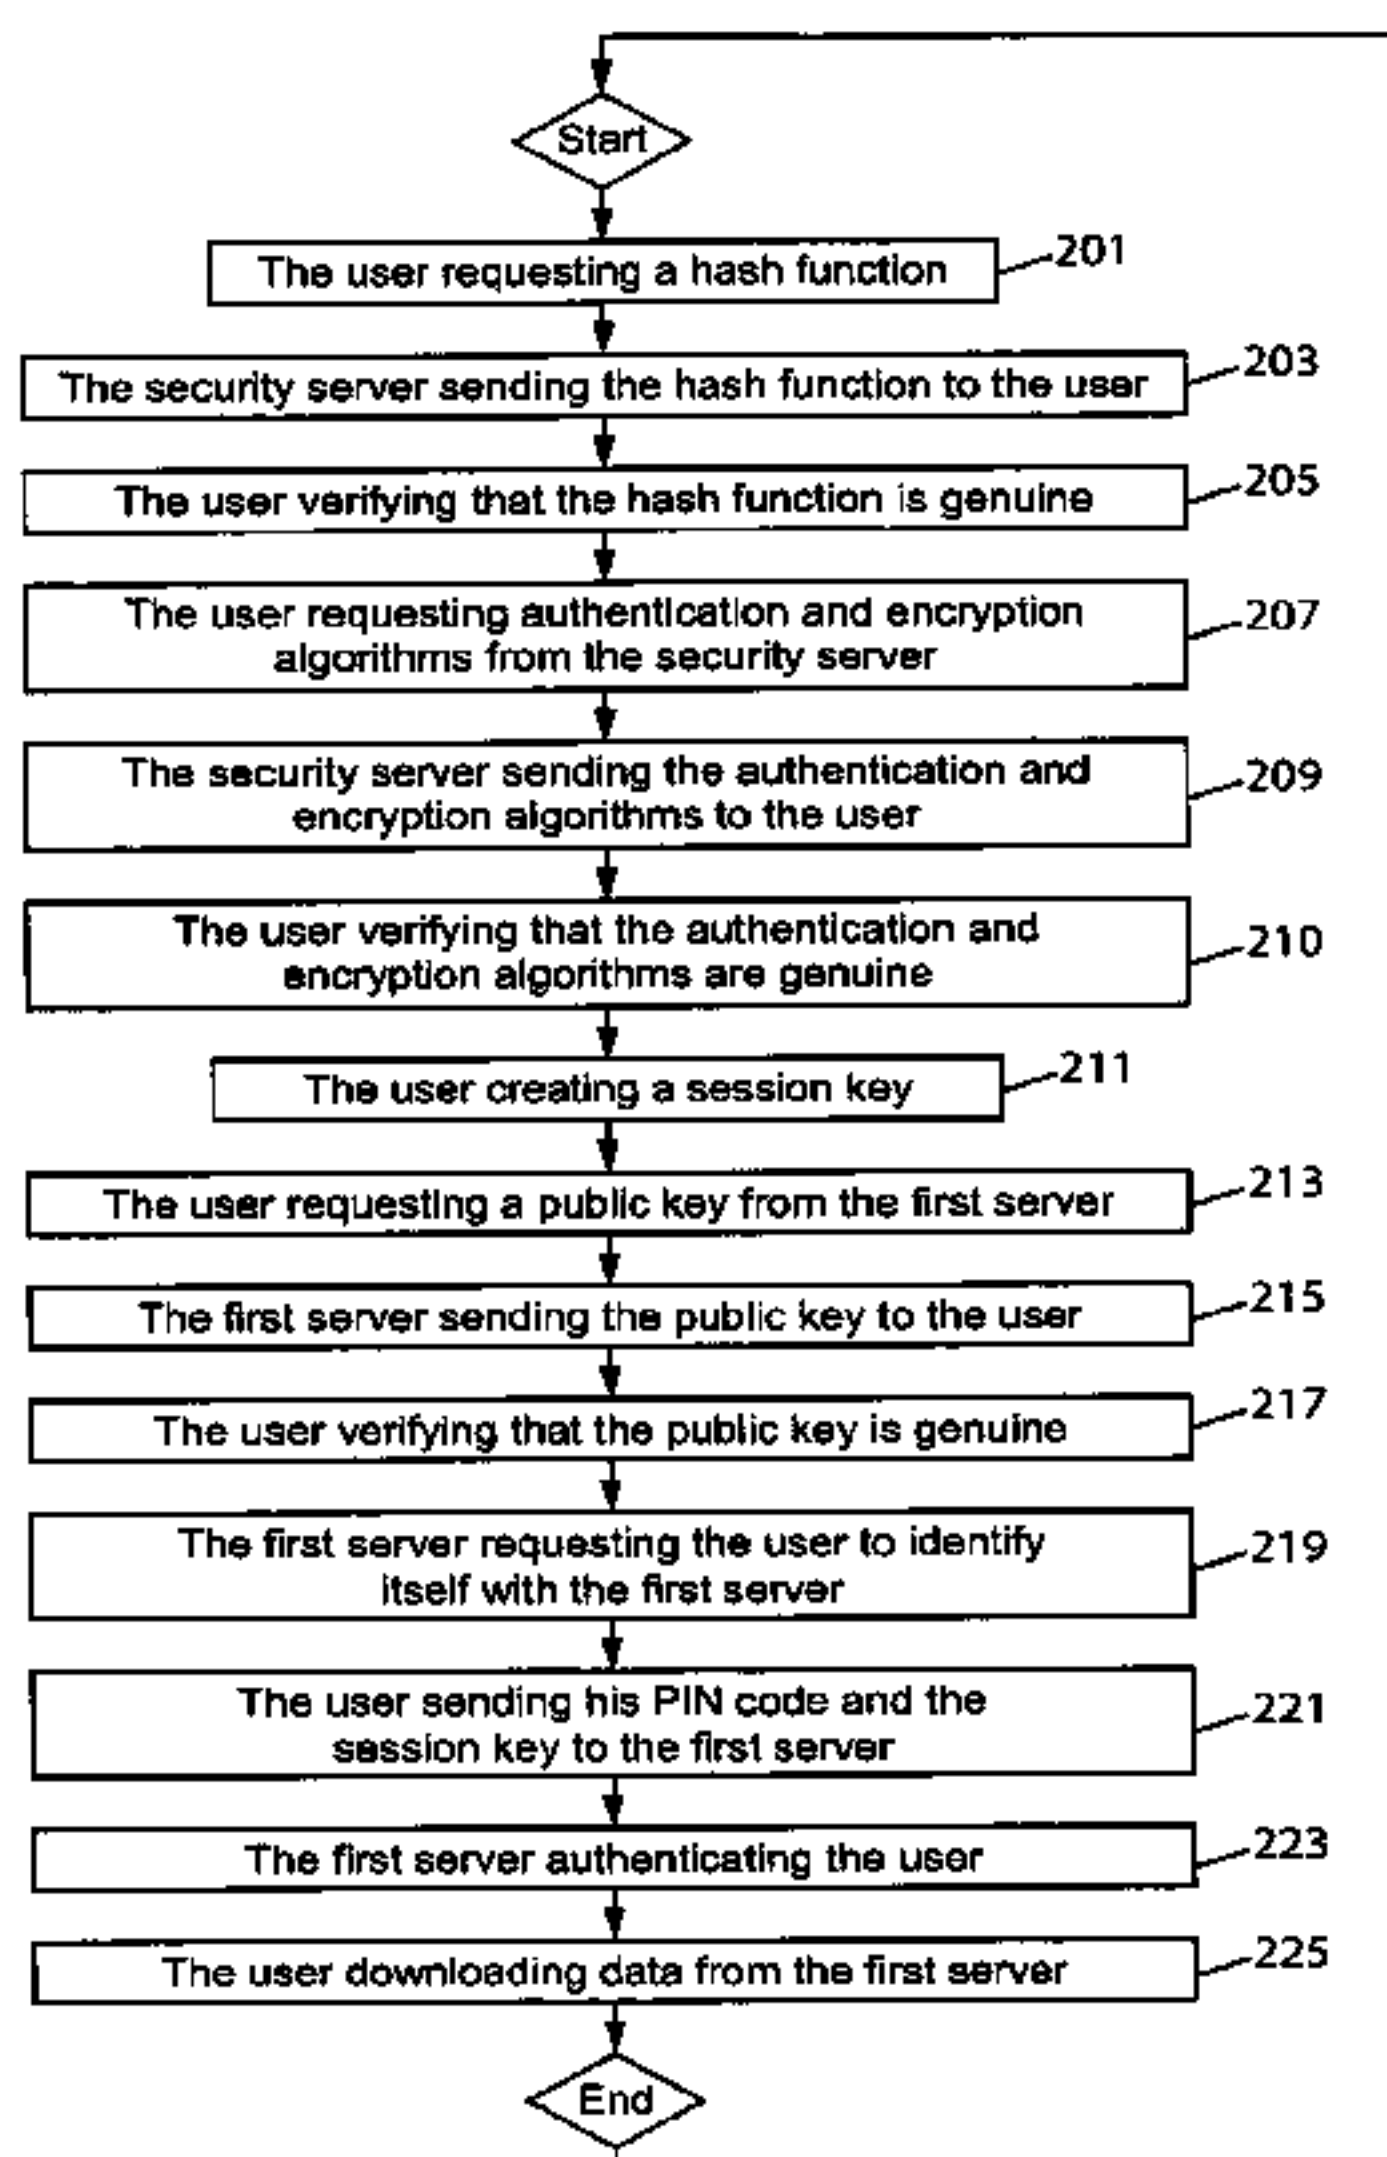 Start
The user requesting a hash function
201
The security server sending the hash function to the user
203
The user verifying that the hash function is genuine
205
The user requesting authentication and encryption
algorithms from the security server
207
The security server sending the authentication and
encryption algorithms to the user
209
The user verifying that the authentication and
encryption algorithms are genuine
210
The user creating a session key
211
The user requesting a public key from the first server
213
The first server sending the public key to the user
215
The user verifying that the public key is genuine
217
The first server requesting the user to identify
itself with the first server
219
The user sending his PIN code and the
session key to the first server
221
The first server authenticating the user
223
The user downloading data from the first server
225
End